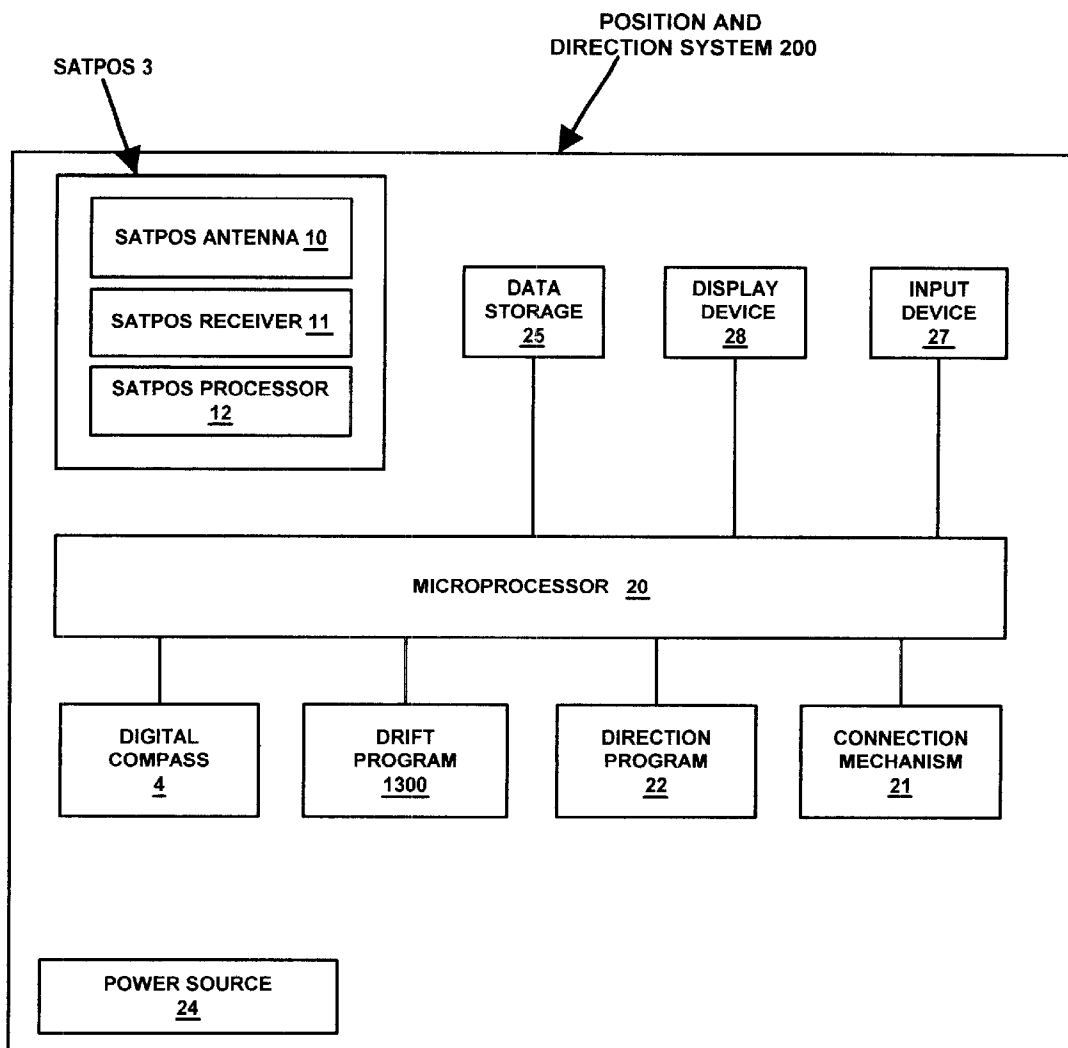 POSITION AND
DIRECTION SYSTEM 200
SATPOS 3
SATPOS ANTENNA 10
SATPOS RECEIVER 11
SATPOS PROCESSOR
12
DATA
STORAGE
25
DISPLAY
DEVICE
28
INPUT
DEVICE
27
MICROPROCESSOR 20
DIGITAL
COMPASS
4
DRIFT
PROGRAM
1300
DIRECTION
PROGRAM
22
CONNECTION
MECHANISM
21
POWER SOURCE
24